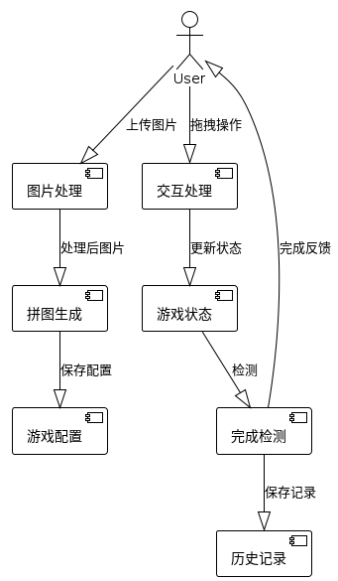 User
上传图片
拖拽操作
图片处理
交互处理
处理后图片
更新状态
完成反馈
拼图生成
游戏状态
保存配置
检测
游戏配置
完成检测
保存记录
历史记录